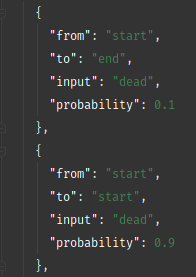 {
"from": "start",
"to": "end",
"input": "dead",
"probability": 0.1
},
{
"from": "start",
"to": "start",
"input": "dead",
"probability": 0.9
},